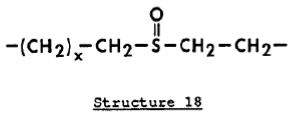 O
-(CH2)x-CH2-S-CH2-CH2-
Structure 18